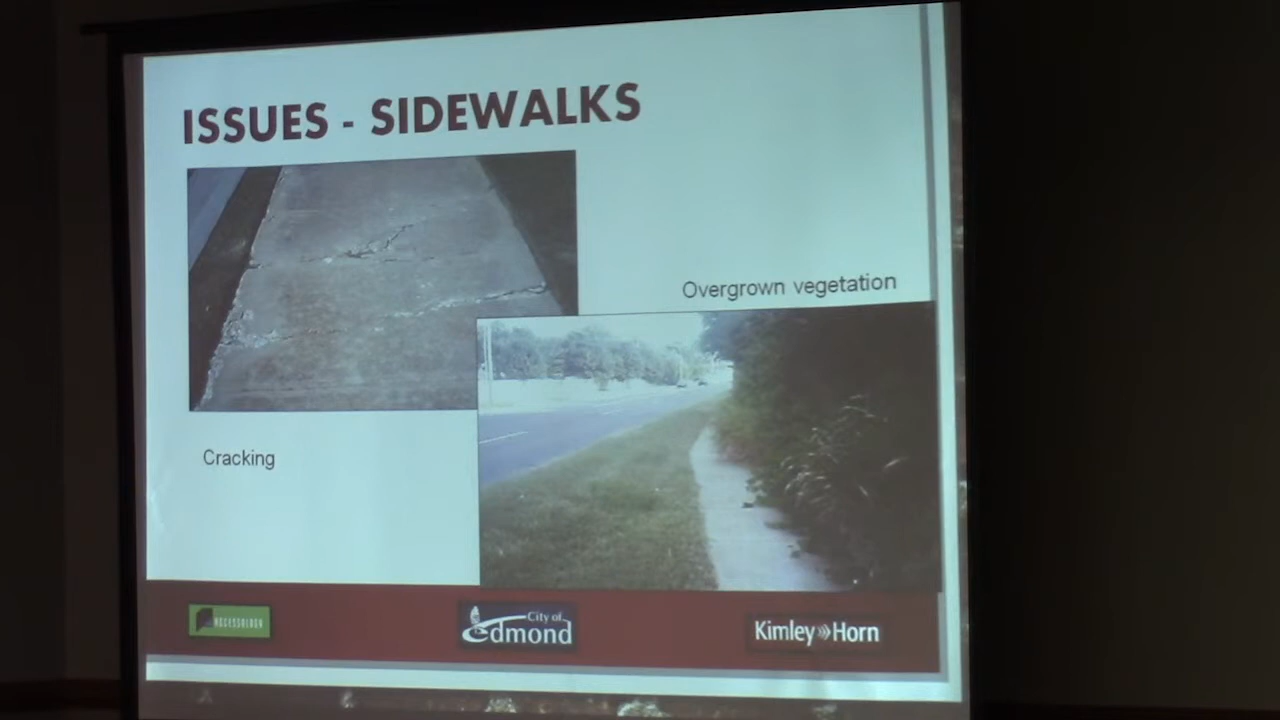 ISSUES - SIDEWALKS
Overgrown vegetation
Cracking
City of
Edmond
Kimley»Horn